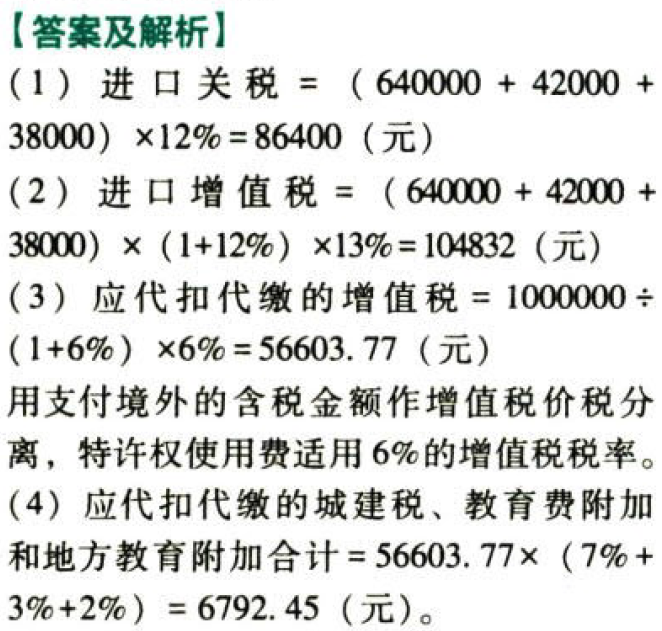 【答案及解析】
(1) 进口关税 = (640000 + 42000 +
38000) ×12% = 86400 (元)
(2) 进口增值税 = (640000 + 42000 +
38000) × (1+12%) ×13% = 104832 (元)
(3) 应代扣代缴的增值税 = 1000000 ÷
(1+6%) ×6% = 56603.77 (元)
用支付境外的含税金额作增值税价税分
离，特许权使用费适用6%的增值税税率。
(4) 应代扣代缴的城建税、教育费附加
和地方教育附加合计 = 56603.77× (7% +
3%+2%) = 6792.45 (元)。